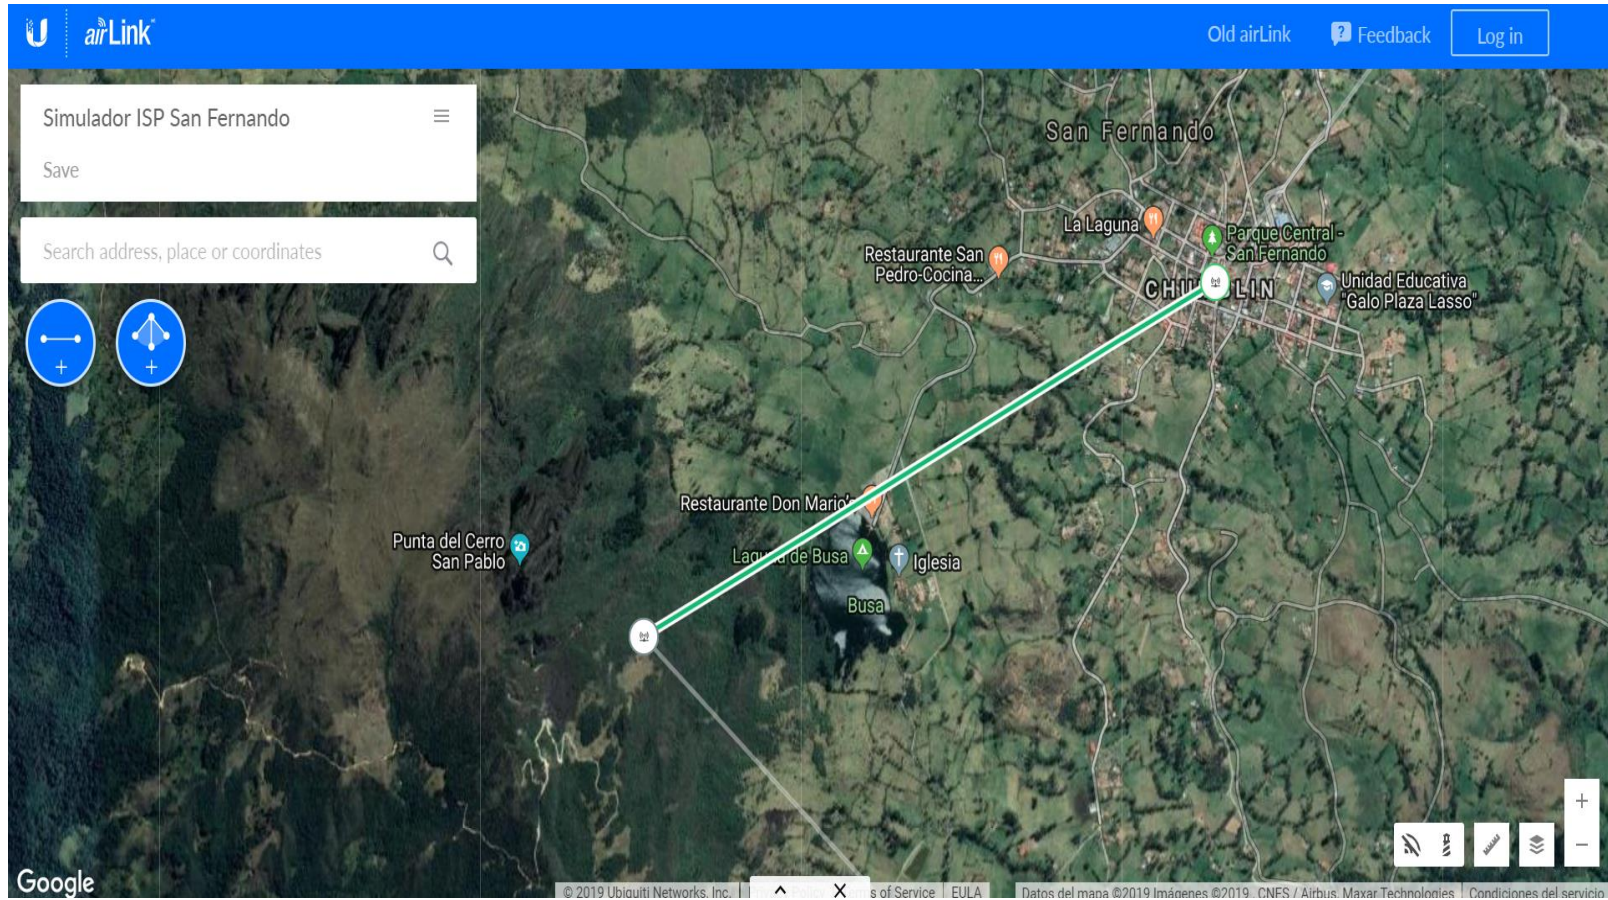 airLink
Old airLink
Feedback
Log in
Simulador ISP San Fernando
Save
Search address, place or coordinates
San Fernando
La Laguna
Parque Central -
San Fernando
Restaurante San
Pedro-Cocina...
Unidad Educativa
"Galo Plaza Lasso"
Restaurante Don Mario's
Punta del Cerro
San Pablo
Laguna de Busa
Iglesia
Busa
Google
© 2019 Ubiquiti Networks, Inc.
s of Service
EULA
Datos del mapa ©2019 Imágenes ©2019 , CNES / Airbus, Maxar Technologies
Condiciones del servicio